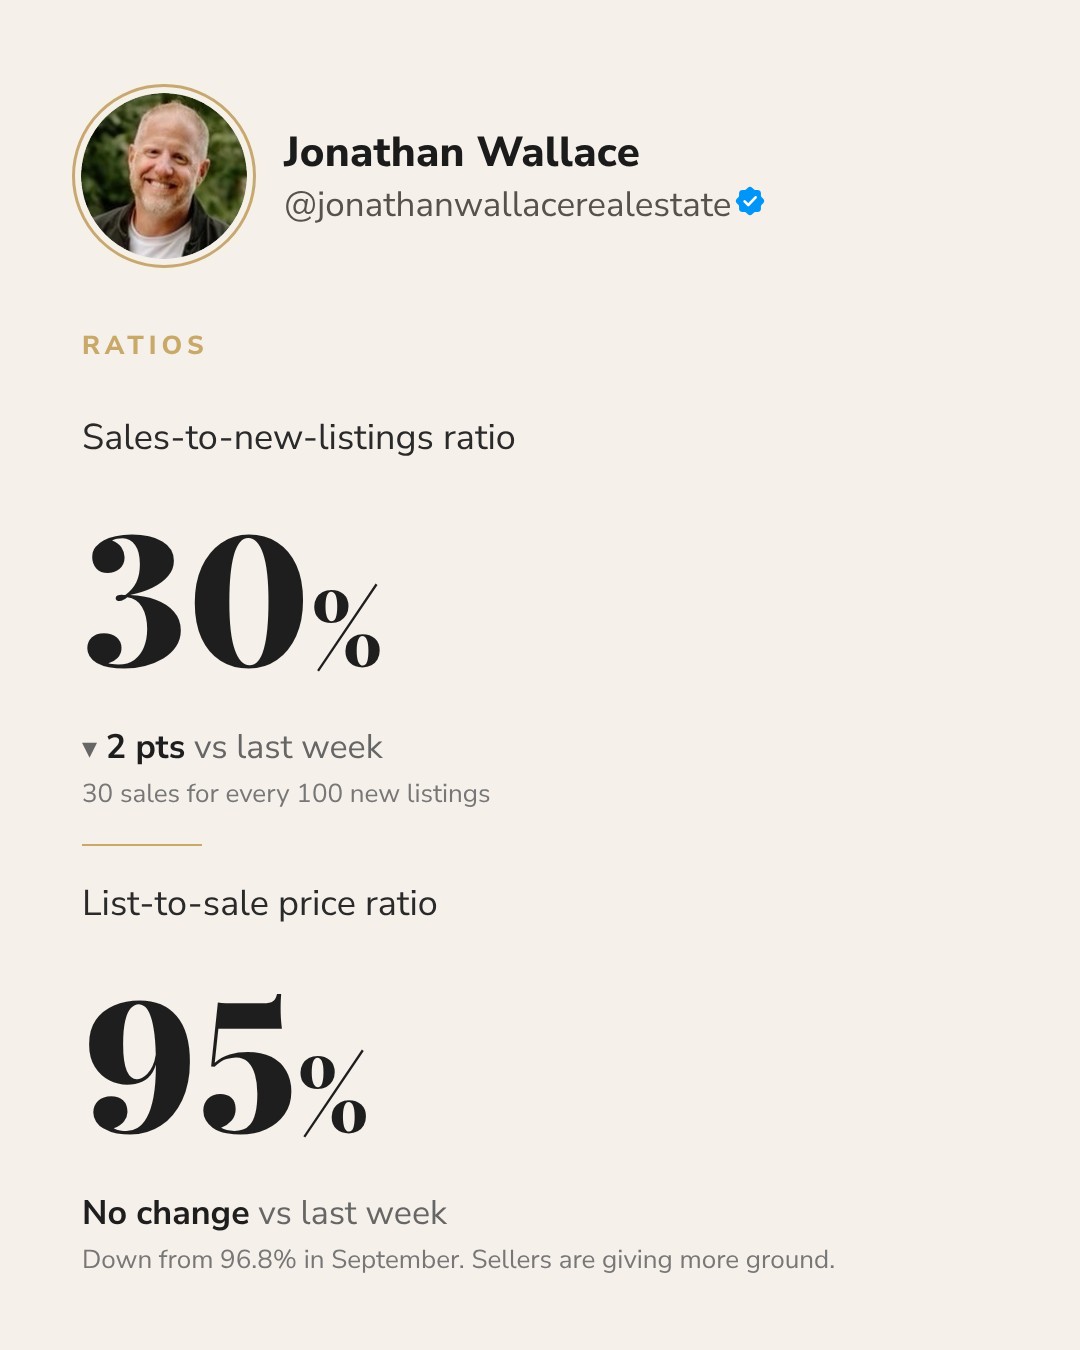 Jonathan Wallace
@jonathanwallacerealestate
RATIOS
Sales-to-new-listings ratio
30%
▼ 2 pts vs last week
30 sales for every 100 new listings
List-to-sale price ratio
95%
No change vs last week
Down from 96.8% in September. Sellers are giving more ground.